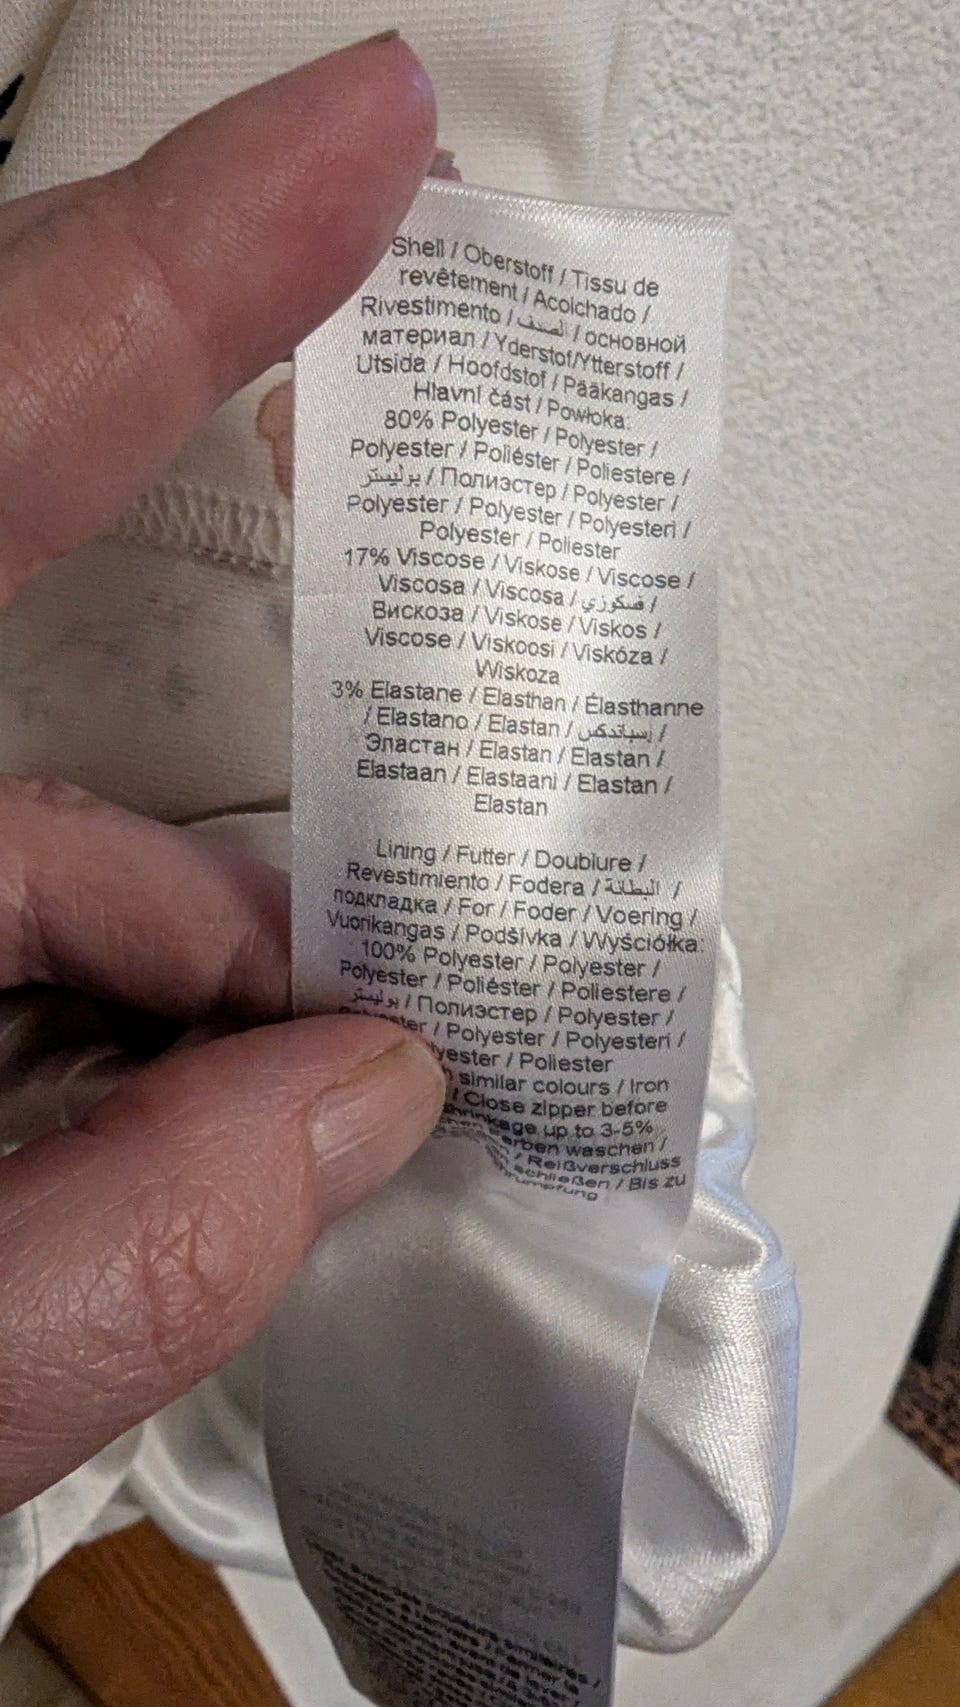 Shell / Oberstoff / Tissu de
revêtement / Acolchado /
Rivestimento / الصدف / основной
материал / Yderstof/Ytterstoff /
Utsida / Hoofdstof / Pääkangas /
Hlavní část / Powłoka:
80% Polyester / Polyester /
Polyester / Poliéster / Poliestere /
بوليستر / Полиэстер / Polyester /
Polyester / Polyester / Polyesteri /
Polyester / Poliester
17% Viscose / Viskose / Viscose /
Viscosa / Viscosa / فسكوزي /
Вискоза / Viskose / Viskos /
Viscose / Viskoosi / Viskóza /
Wiskoza
3% Elastane / Elasthan / Élasthanne
/ Elastano / Elastan / إسباندكس /
Эластан / Elastan / Elastan /
Elastaan / Elastaani / Elastan /
Elastan
Lining / Futter / Doublure /
Revestimiento / Fodera / البطانة /
подкладка / For / Foder / Voering /
Vuorikangas / Podšívka / Wyściółka:
100% Polyester / Polyester /
Polyester / Poliéster / Poliestere /
بوليستر / Полиэстер / Polyester /
/ Polyester / Polyesteri /
/ Poliester
similar colours / Iron
/ Close zipper before
shrinkage up to 3-5%
waschen /
/ Reißverschluss
schließen / Bis zu